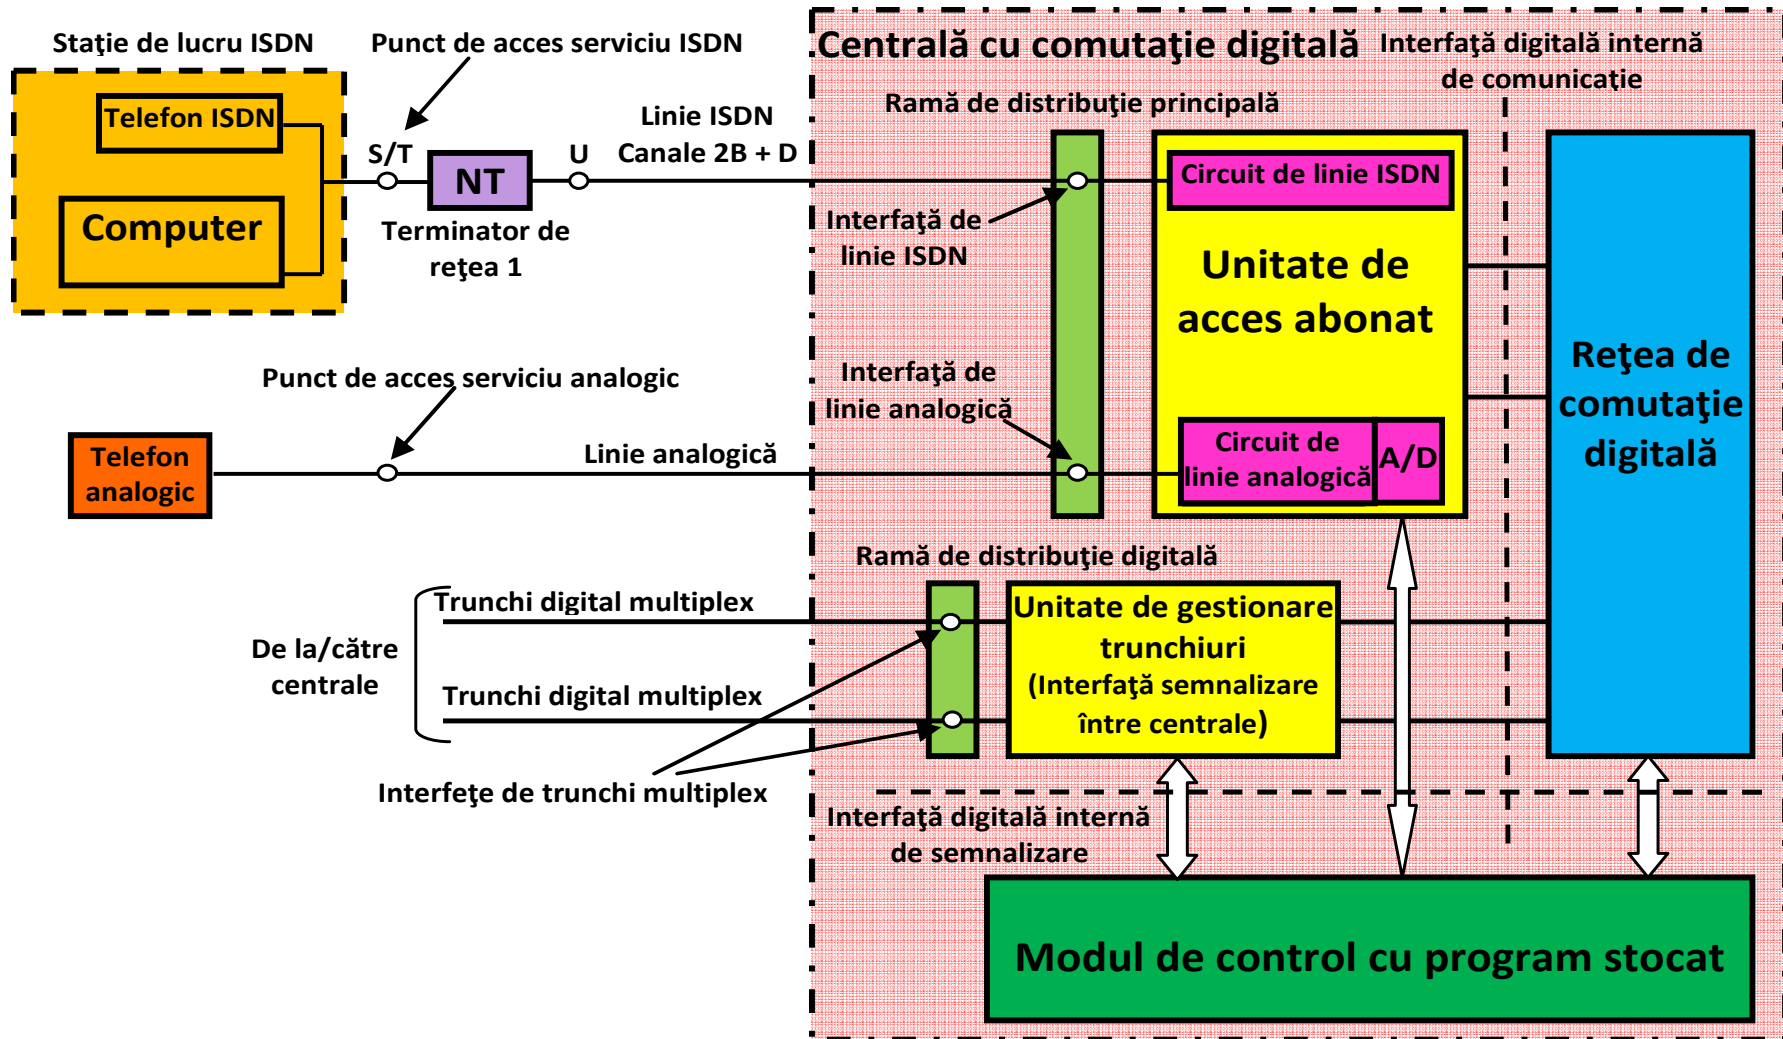 Staţie de lucru ISDN
Telefon ISDN
Computer
Punct de acces serviciu ISDN
S/T
NT
Terminator de
reţea 1
U
Linie ISDN
Canale 2B + D
Centrală cu comutaţie digitală
Interfaţă digitală internă
de comunicaţie
Ramă de distribuţie principală
Circuit de linie ISDN
Interfaţă de
linie ISDN
Unitate de
acces abonat
Reţea de
comutaţie
digitală
Punct de acces serviciu analogic
Interfaţă de
linie analogică
Telefon
analogic
Linie analogică
Circuit de
linie analogică
A/D
Ramă de distribuţie digitală
De la/către
centrale
Trunchi digital multiplex
Trunchi digital multiplex
Unitate de gestionare
trunchiuri
(Interfaţă semnalizare
între centrale)
Interfeţe de trunchi multiplex
Interfaţă digitală internă
de semnalizare
Modul de control cu program stocat